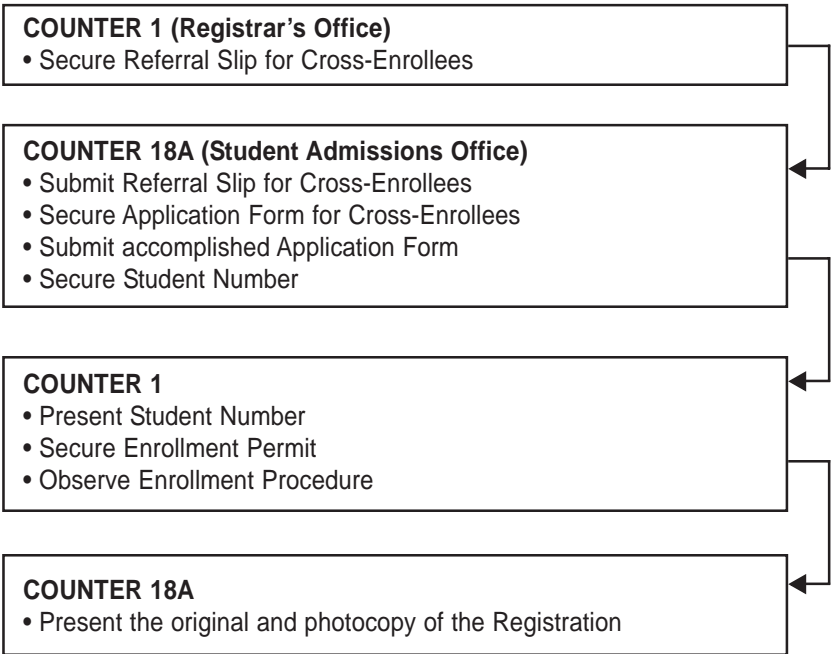 COUNTER 1 (Registrar's Office)
• Secure Referral Slip for Cross-Enrollees
COUNTER 18A (Student Admissions Office)
• Submit Referral Slip for Cross-Enrollees
• Secure Application Form for Cross-Enrollees
• Submit accomplished Application Form
• Secure Student Number
COUNTER 1
• Present Student Number
• Secure Enrollment Permit
• Observe Enrollment Procedure
COUNTER 18A
• Present the original and photocopy of the Registration